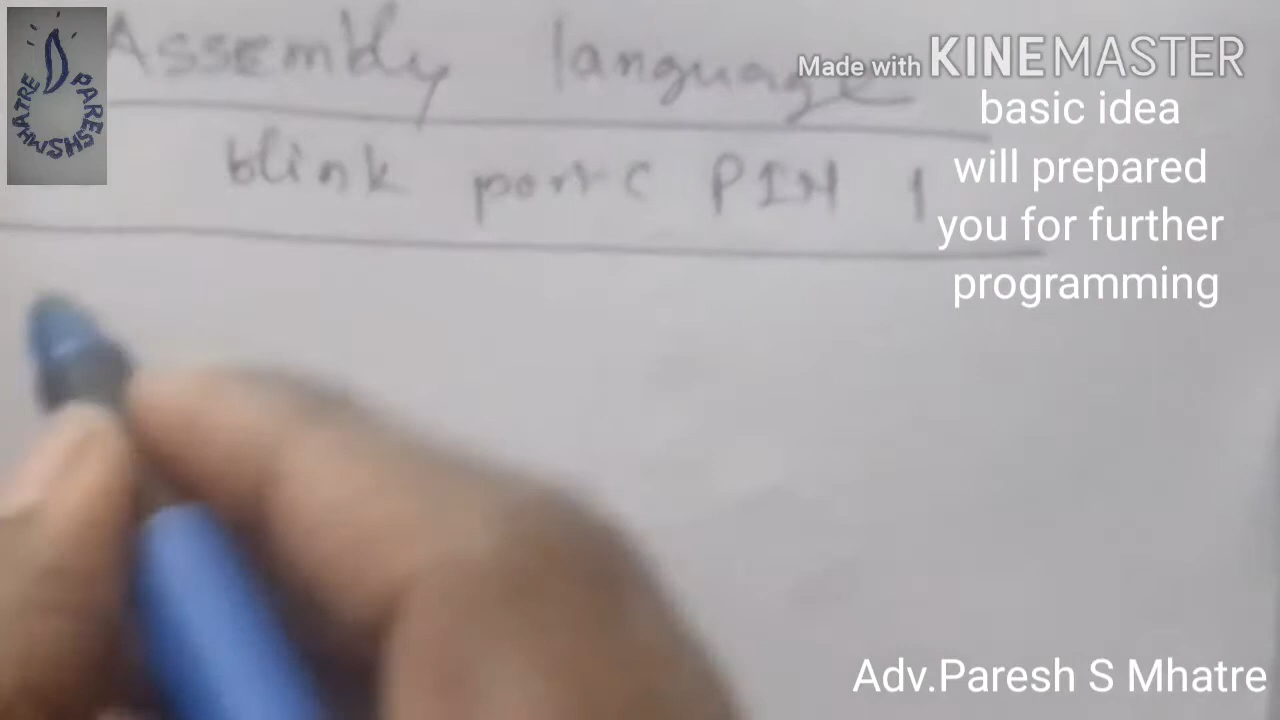 Assembly language
blink port C PIN 1
MHATRE PARESH S
Made with KINEMASTER
basic idea
will prepared
you for further
programming
Adv.Paresh S Mhatre